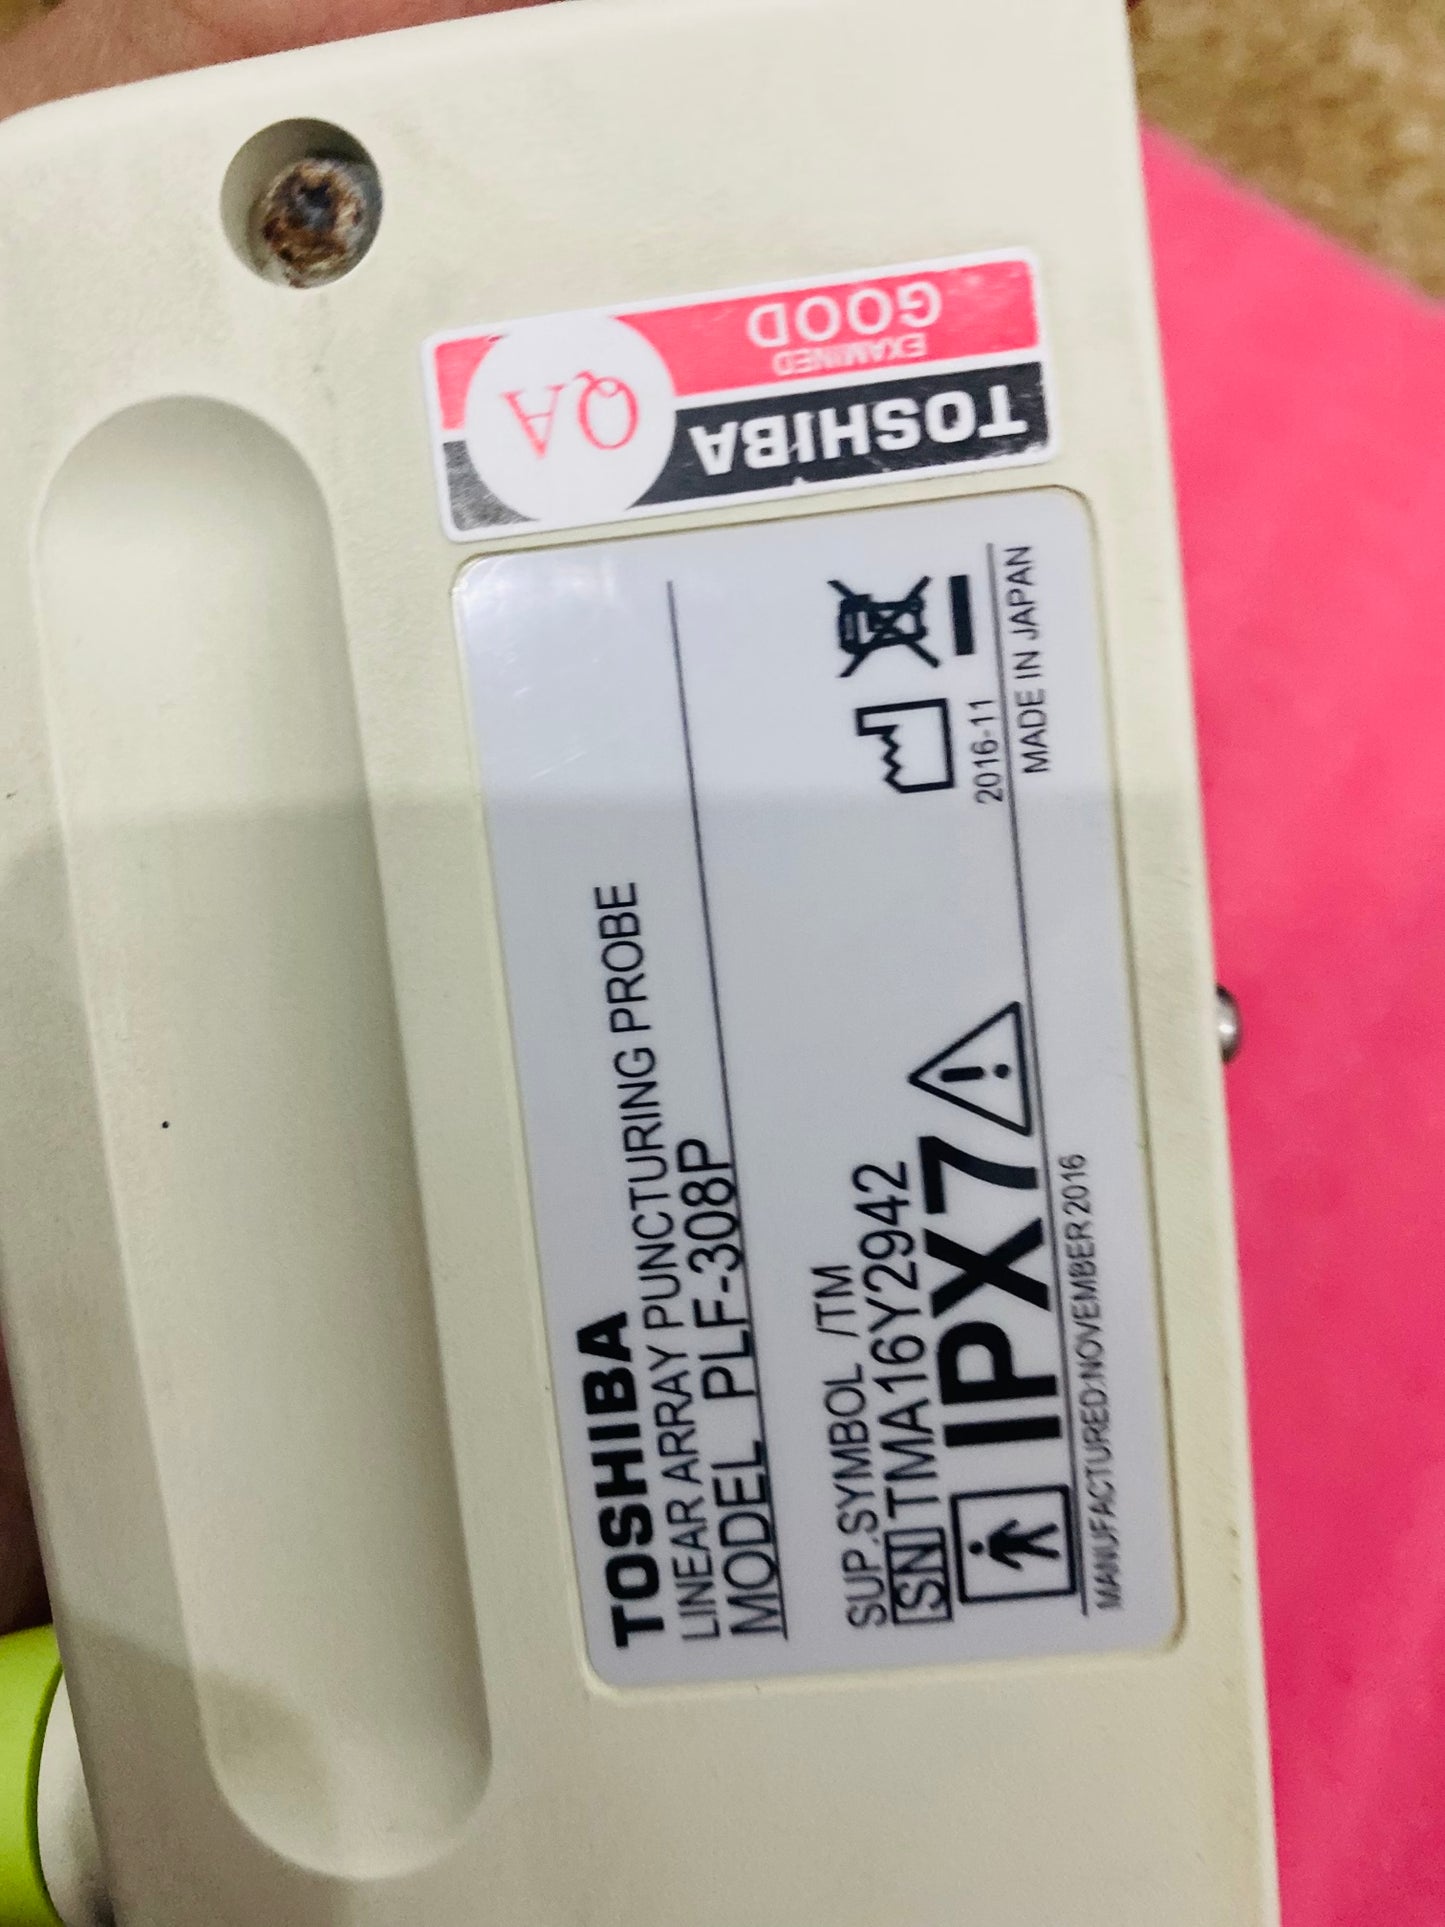 TOSHIBA
LINEAR ARRAY PUNCTURING PROBE
MODEL PLF-308P
SUP.SYMBOL /TM
SN TMA16Y2942
IPX7
2016-11
MANUFACTURED:NOVEMBER 2016
MADE IN JAPAN
TOSHIBA
QA
EXAMINED
GOOD